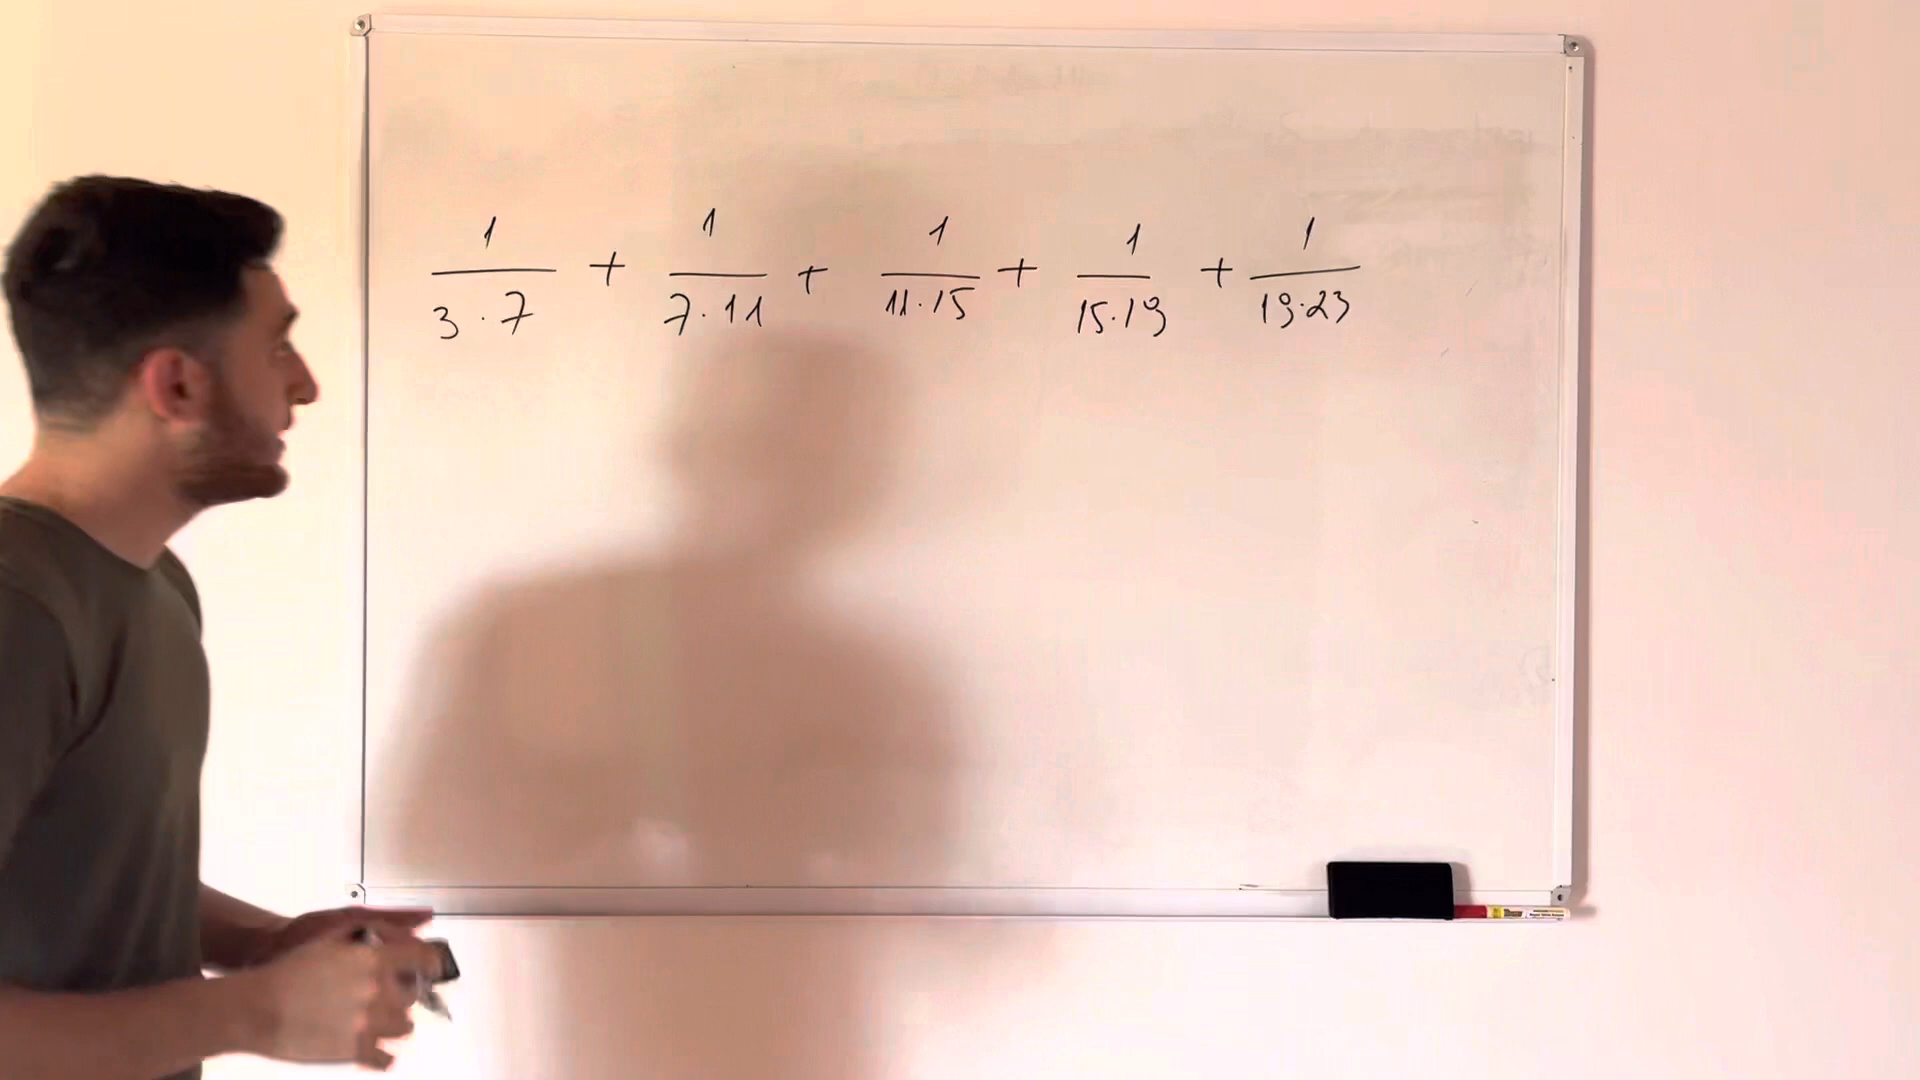 1/(3·7) + 1/(7·11) + 1/(11·15) + 1/(15·19) + 1/(19·23)